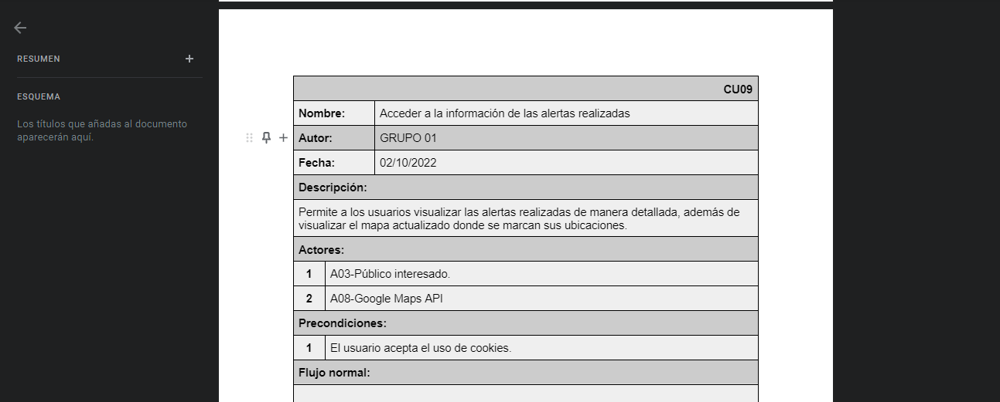 RESUMEN
ESQUEMA
Los títulos que añadas al documento
aparecerán aquí.
CU09
Nombre: Acceder a la información de las alertas realizadas
Autor: GRUPO 01
Fecha: 02/10/2022
Descripción:
Permite a los usuarios visualizar las alertas realizadas de manera detallada, además de
visualizar el mapa actualizado donde se marcan sus ubicaciones.
Actores:
1 A03-Público interesado.
2 A08-Google Maps API
Precondiciones:
1 El usuario acepta el uso de cookies.
Flujo normal: